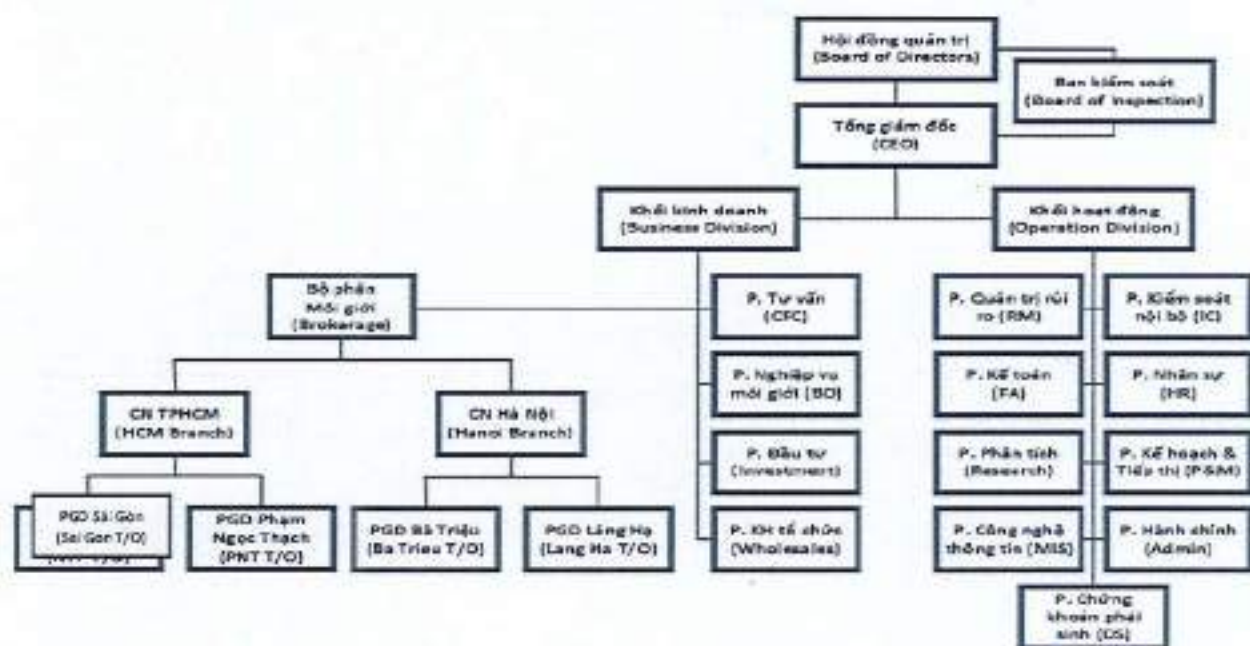 Hội đồng quản trị
(Board of Directors)
Ban kiểm soát
(Board of Inspection)
Tổng giám đốc
(CEO)
Khối kinh doanh
(Business Division)
Khối hoạt động
(Operation Division)
Bộ phận
Môi giới
(Brokerage)
P. Tư vấn
(CFC)
P. Quản trị rủi
ro (RM)
P. Kiểm soát
nội bộ (IC)
P. Nghiệp vụ
môi giới (BO)
P. Kế toán
(FA)
P. Nhân sự
(HR)
CN TPHCM
(HCM Branch)
CN Hà Nội
(Hanoi Branch)
P. Đầu tư
(Investment)
P. Phân tích
(Research)
P. Kế hoạch &
Tiếp thị (P&M)
PGD Sài Gòn
(Sai Gon T/O)
PGD Phạm
Ngọc Thạch
(PNT T/O)
PGD Bà Triệu
(Ba Trieu T/O)
PGD Láng Hạ
(Lang Ha T/O)
P. KH tổ chức
(Wholesales)
P. Công nghệ
thông tin (MIS)
P. Hành chính
(Admin)
P. Chứng
khoán phái
sinh (DS)